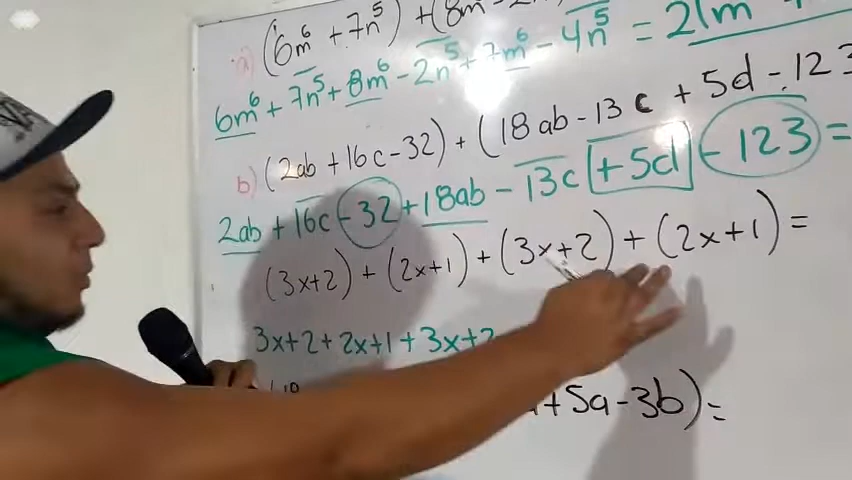 a) (6m⁶ + 7n⁵) + (8m⁶ - 2n
6m⁶ + 7n⁵ + 8m⁶ - 2n⁵ + 7m⁶ - 4n⁵ = 21m +
b) (2ab + 16c - 32) + (18ab - 13c + 5d - 123
2ab + 16c - 32 + 18ab - 13c + 5d - 123 =
(3x+2) + (2x+1) + (3x+2) + (2x+1) =
3x+2 + 2x+1 + 3x+2
+5a-3b) =